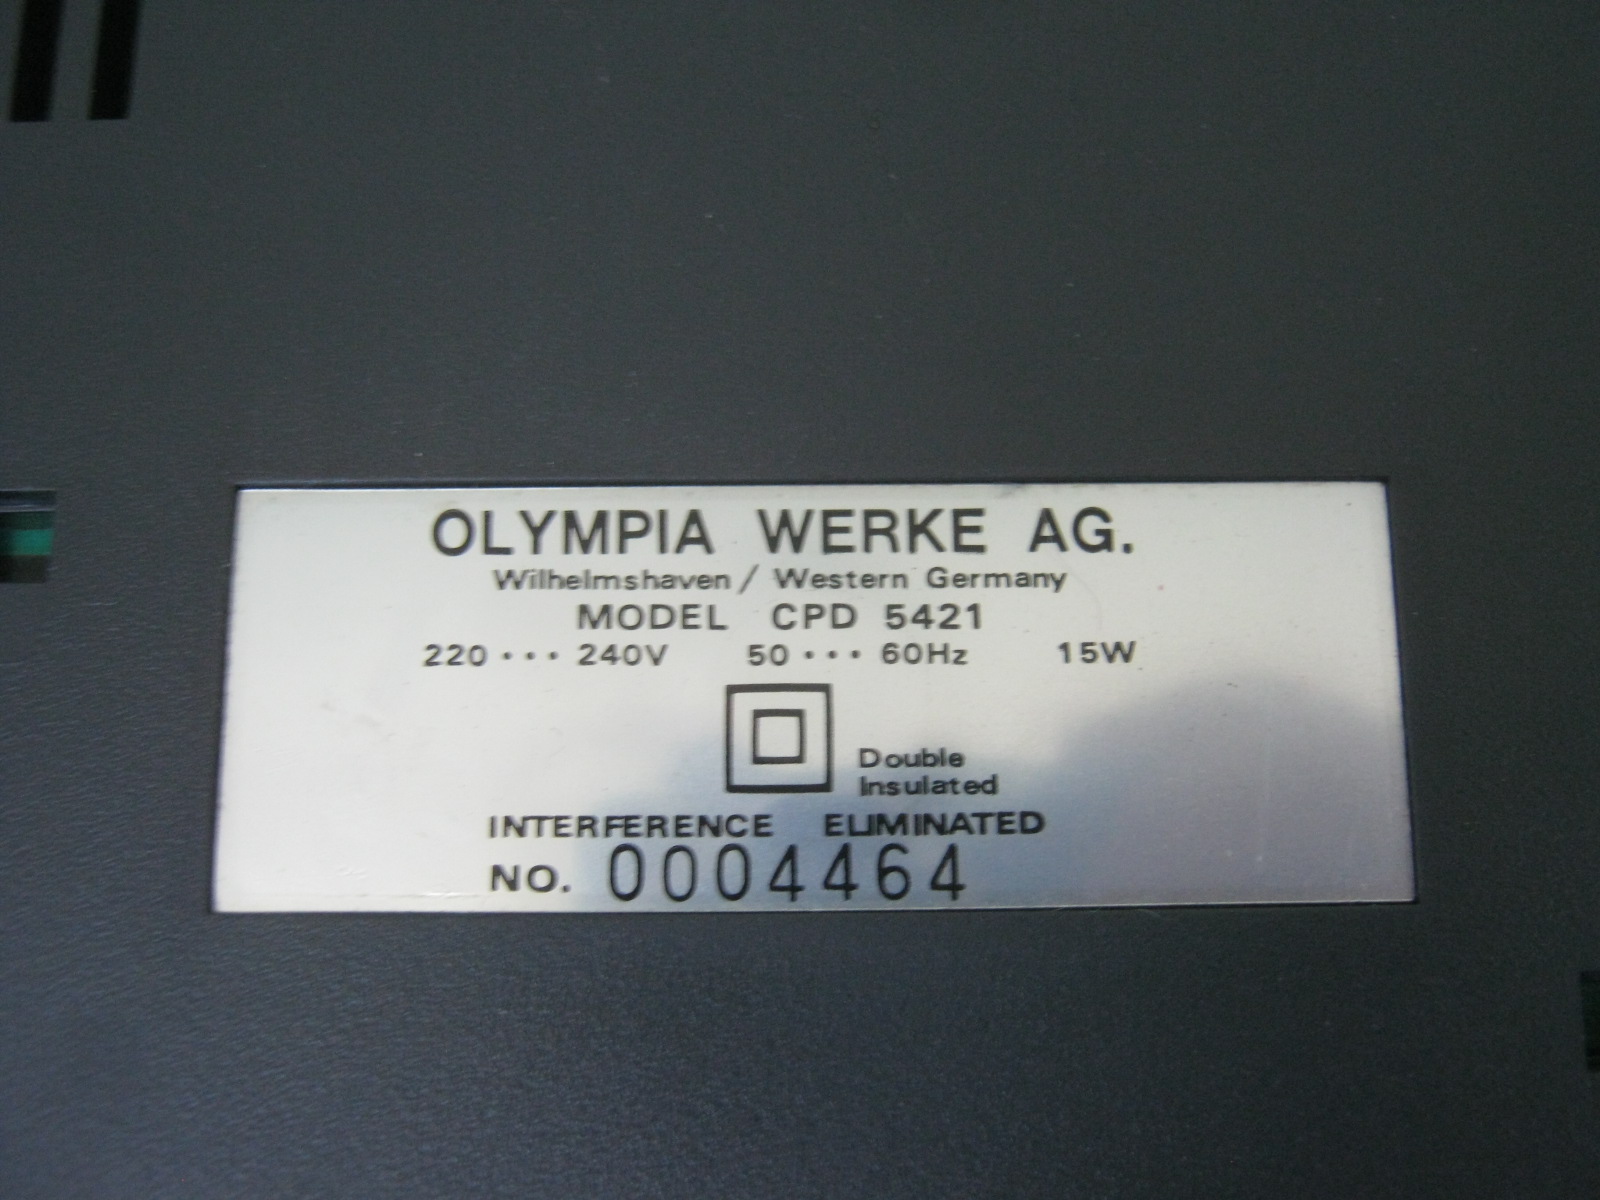 OLYMPIA WERKE AG.
Wilhelmshaven / Western Germany
MODEL CPD 5421
220 ··· 240V 50 ··· 60Hz 15W
Double
Insulated
INTERFERENCE ELIMINATED
NO. 0004464